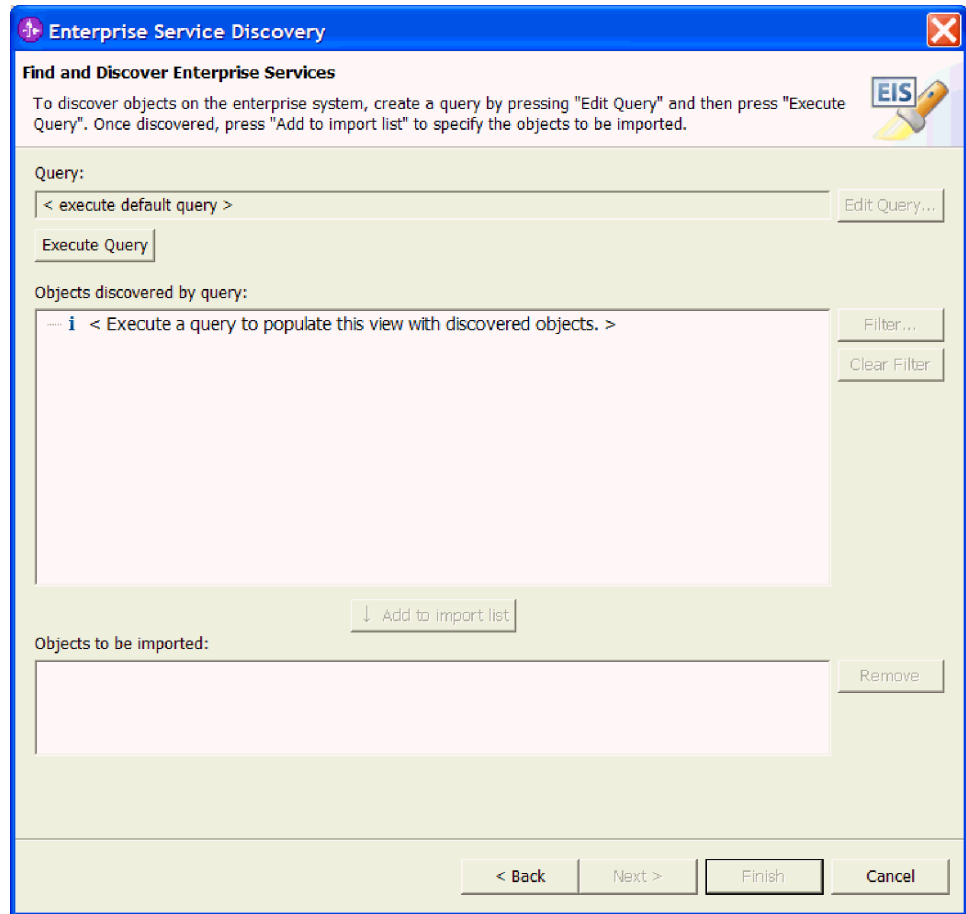 Enterprise Service Discovery
Find and Discover Enterprise Services
To discover objects on the enterprise system, create a query by pressing "Edit Query" and then press "Execute
Query". Once discovered, press "Add to import list" to specify the objects to be imported.
EIS
Query:
< execute default query >
Edit Query...
Execute Query
Objects discovered by query:
i < Execute a query to populate this view with discovered objects. >
Filter...
Clear Filter
↓ Add to import list
Objects to be imported:
Remove
< Back
Next >
Finish
Cancel